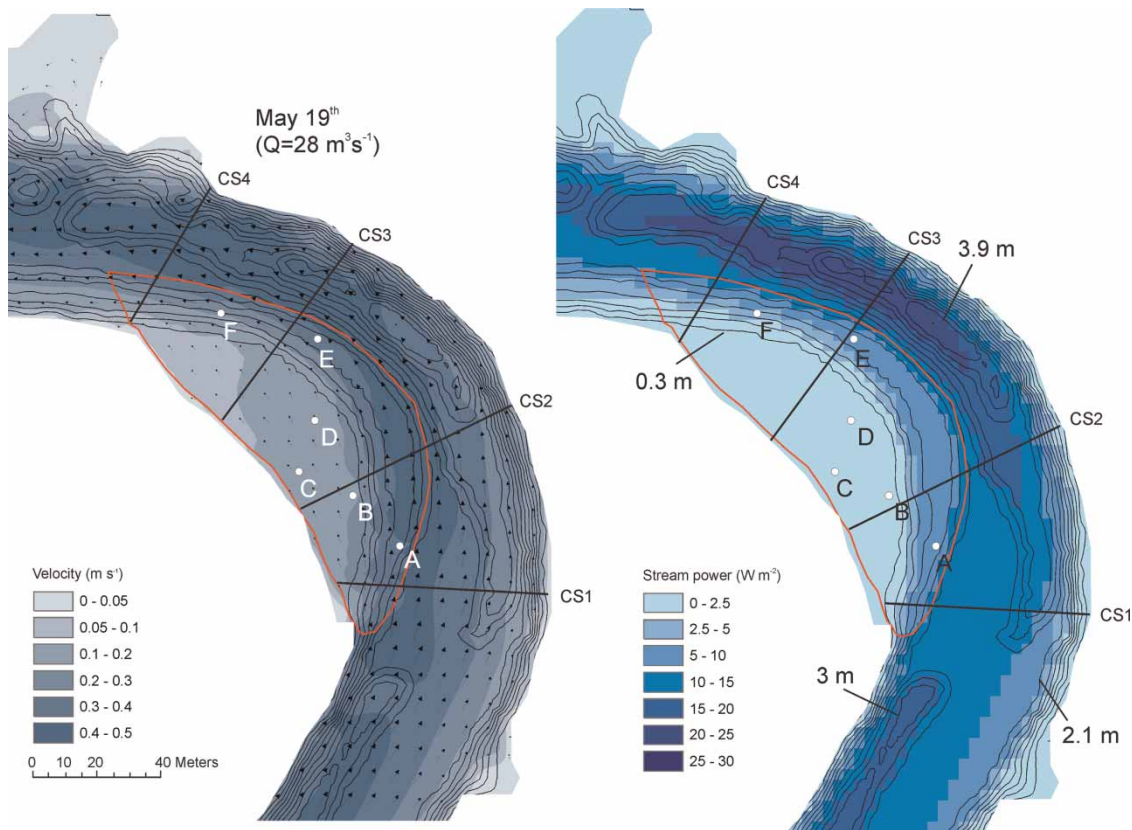 May 19th
(Q=28 m³s⁻¹)
CS4
CS3
CS2
CS1
F
E
D
C
B
A
Velocity (m s⁻¹)
0 - 0.05
0.05 - 0.1
0.1 - 0.2
0.2 - 0.3
0.3 - 0.4
0.4 - 0.5
0 10 20 40 Meters
CS4
CS3
3.9 m
F
E
0.3 m
CS2
D
C
B
A
CS1
3 m
2.1 m
Stream power (W m⁻²)
0 - 2.5
2.5 - 5
5 - 10
10 - 15
15 - 20
20 - 25
25 - 30